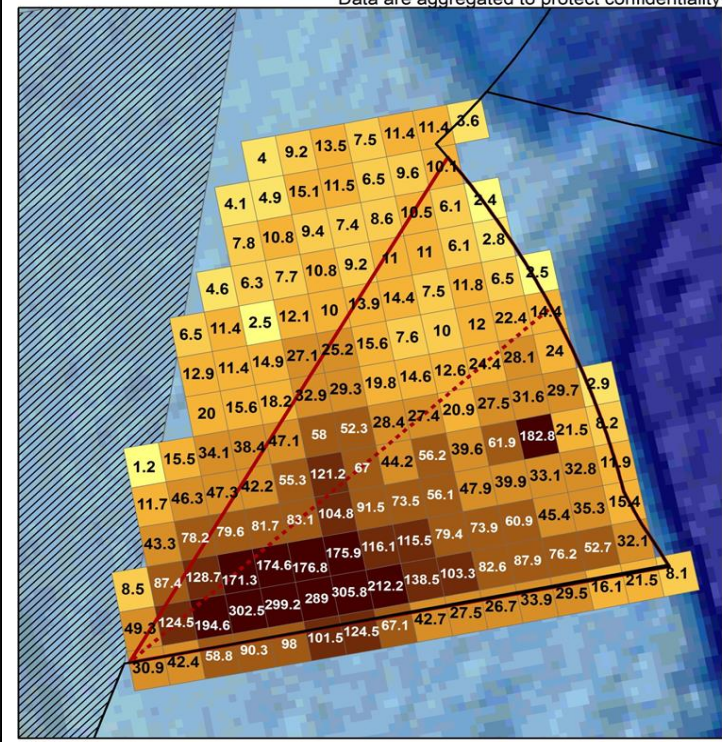 Data are aggregated to protect confidentiality
4 9.2 13.5 7.5 11.4 11.4 3.6
4.1 4.9 15.1 11.5 6.5 9.6 10.1
7.8 10.8 9.4 7.4 8.6 10.5 6.1 2.4
4.6 6.3 7.7 10.8 9.2 11 11 6.1 2.8
6.5 11.4 2.5 12.1 10 13.9 14.4 7.5 11.8 6.5 2.5
12.9 11.4 14.9 27.1 25.2 15.6 7.6 10 12 22.4 14.4
20 15.6 18.2 32.9 29.3 19.8 14.6 12.6 24.4 28.1 24
1.2 15.5 34.1 38.4 47.1 58 52.3 28.4 27.4 20.9 27.5 31.6 29.7 2.9
11.7 46.3 47.3 42.2 55.3 121.2 67 44.2 56.2 39.6 61.9 182.8 21.5 8.2
43.3 78.2 79.6 81.7 83.1 104.8 91.5 73.5 56.1 47.9 39.9 33.1 32.8 11.9
8.5 87.4 128.7 171.3 174.6 176.8 175.9 116.1 115.5 79.4 73.9 60.9 45.4 35.3 15.4
49.3 124.5 194.6 302.5 299.2 289 305.8 212.2 138.5 103.3 82.6 87.9 76.2 52.7 32.1
30.9 42.4 58.8 90.3 98 101.5 124.5 67.1 42.7 27.5 26.7 33.9 29.5 16.1 21.5 8.1